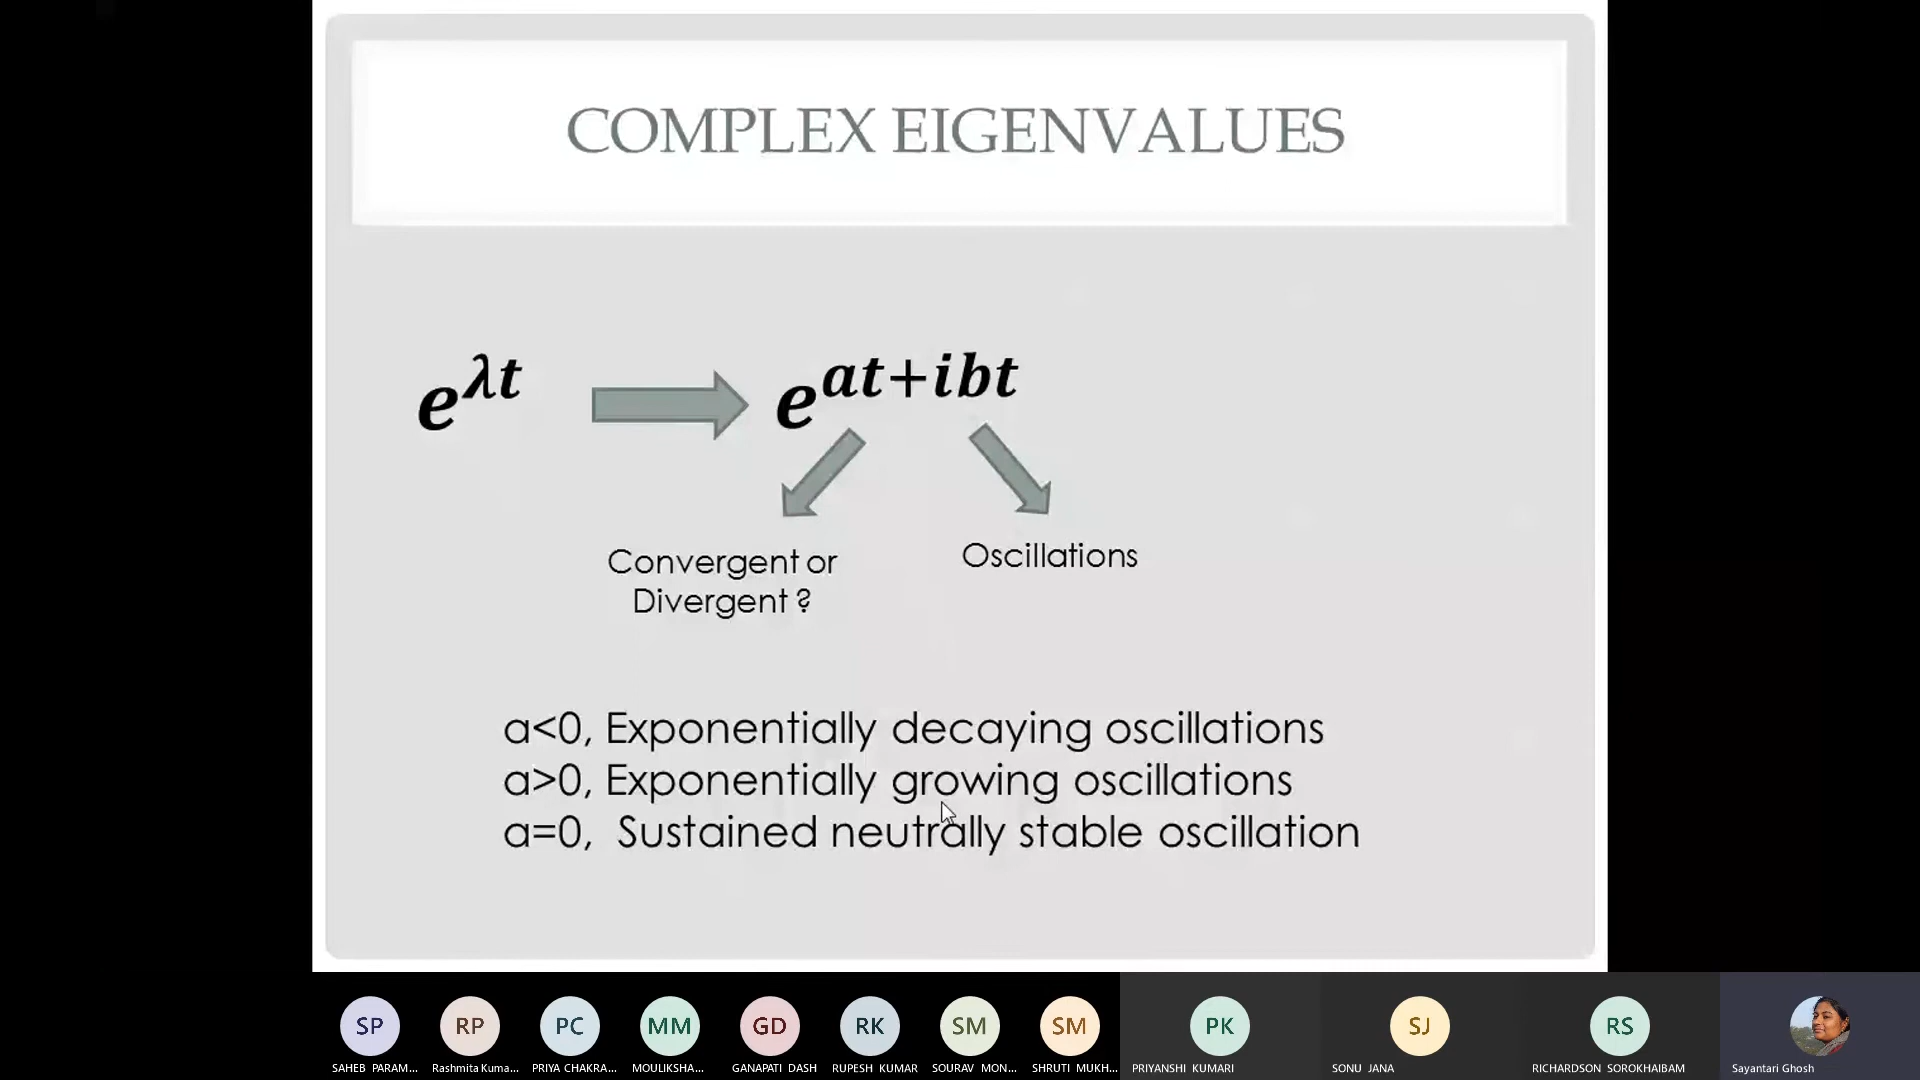 COMPLEX EIGENVALUES
e^{λt} e^{at+ibt}
Convergent or
Divergent ?
Oscillations
a<0, Exponentially decaying oscillations
a>0, Exponentially growing oscillations
a=0, Sustained neutrally stable oscillation
SP RP PC MM GD RK SM SM PK SJ RS
SAHEB PARAM... Rashmita Kuma... PRIYA CHAKRA... MOULIKSHA... GANAPATI DASH RUPESH KUMAR SOURAV MON... SHRUTI MUKH... PRIYANSHI KUMARI SONU JANA RICHARDSON SOROKHAIBAM Sayantari Ghosh